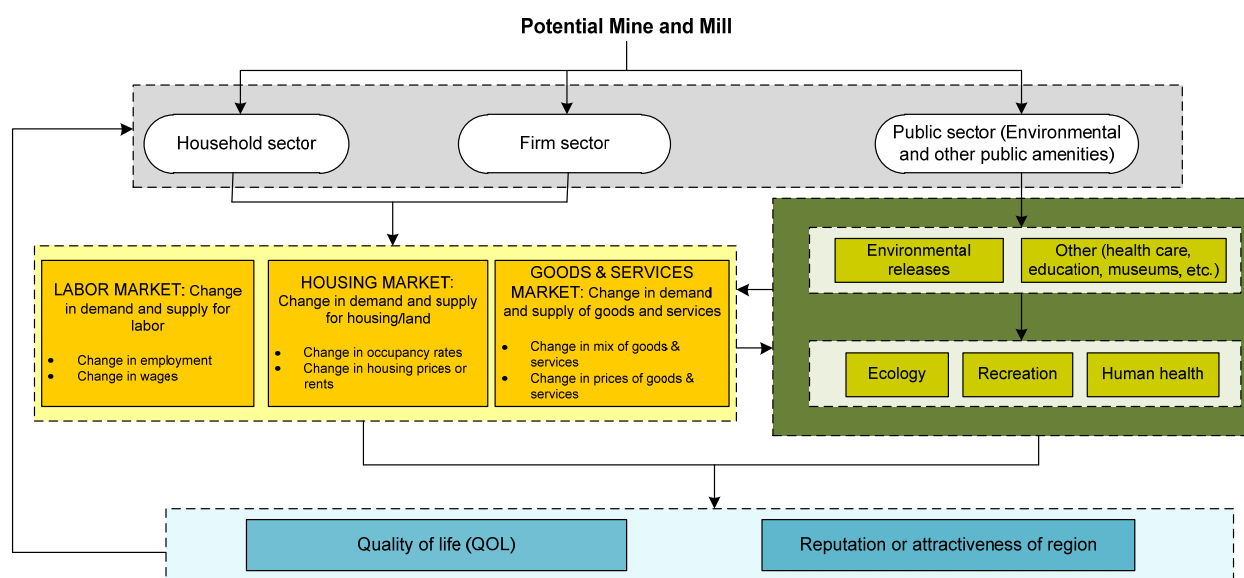 Potential Mine and Mill
Household sector
Firm sector
Public sector (Environmental
and other public amenities)
LABOR MARKET: Change
in demand and supply for
labor
• Change in employment
• Change in wages
HOUSING MARKET:
Change in demand and supply
for housing/land
• Change in occupancy rates
• Change in housing prices or
rents
GOODS & SERVICES
MARKET: Change in demand
and supply of goods and services
• Change in mix of goods &
services
• Change in prices of goods &
services
Environmental
releases
Other (health care,
education, museums, etc.)
Ecology
Recreation
Human health
Quality of life (QOL)
Reputation or attractiveness of region